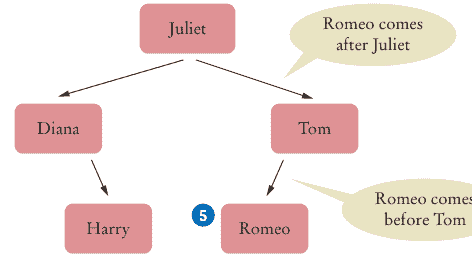 Juliet
Romeo comes
after Juliet
Diana
Tom
Harry
5
Romeo
Romeo comes
before Tom